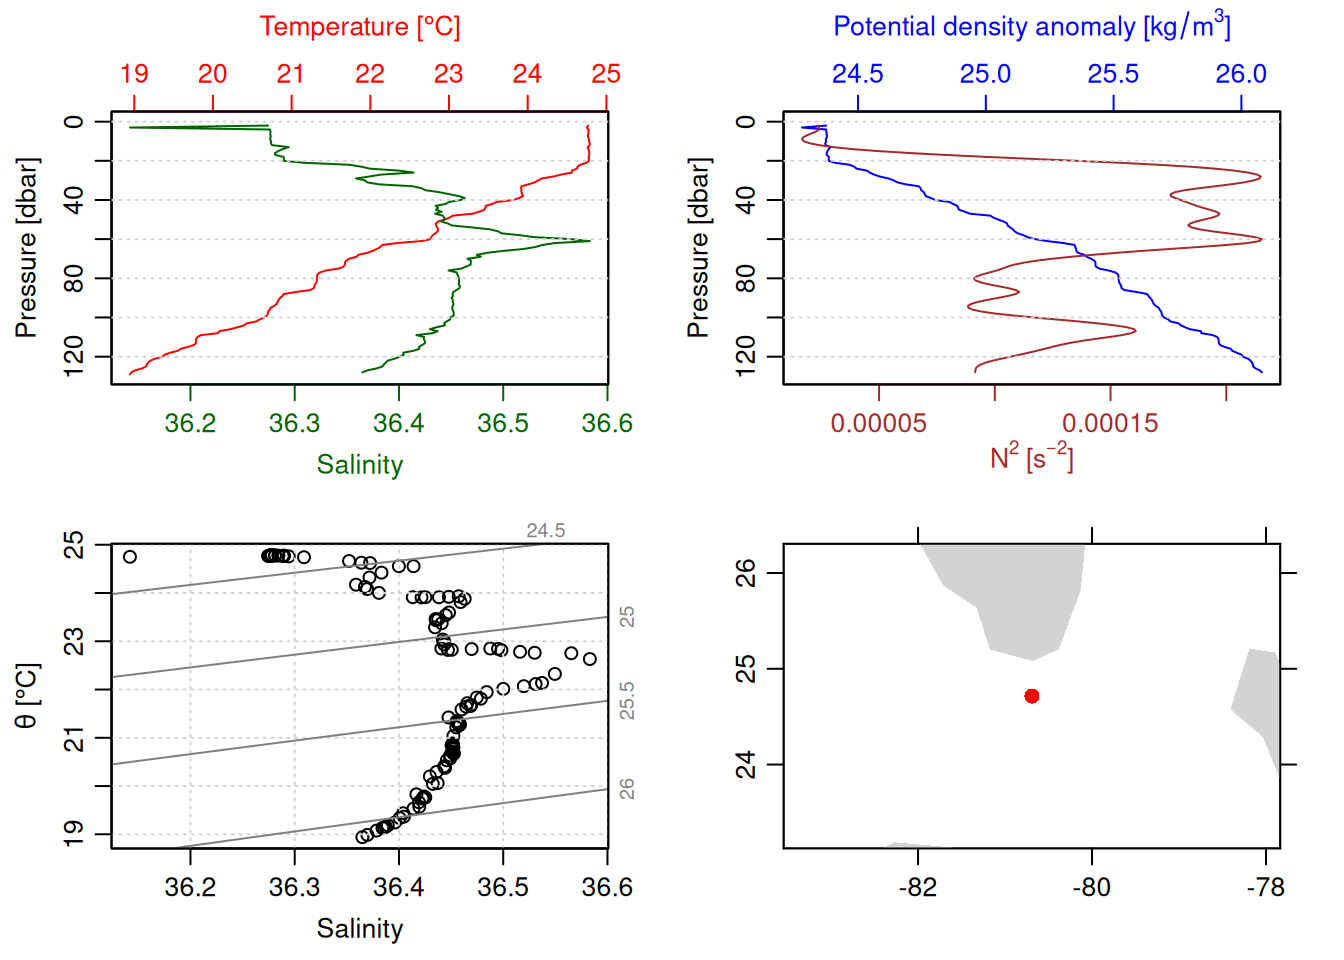 Temperature [°C]
19 20 21 22 23 24 25
Pressure [dbar]
0
40
80
120
36.2 36.3 36.4 36.5 36.6
Salinity
Potential density anomaly [kg/m³]
24.5 25.0 25.5 26.0
Pressure [dbar]
0
40
80
120
0.00005 0.00015
N² [s⁻²]
24.5
25
25.5
26
θ [°C]
25
23
21
19
36.2 36.3 36.4 36.5 36.6
Salinity
26
25
24
-82 -80 -78